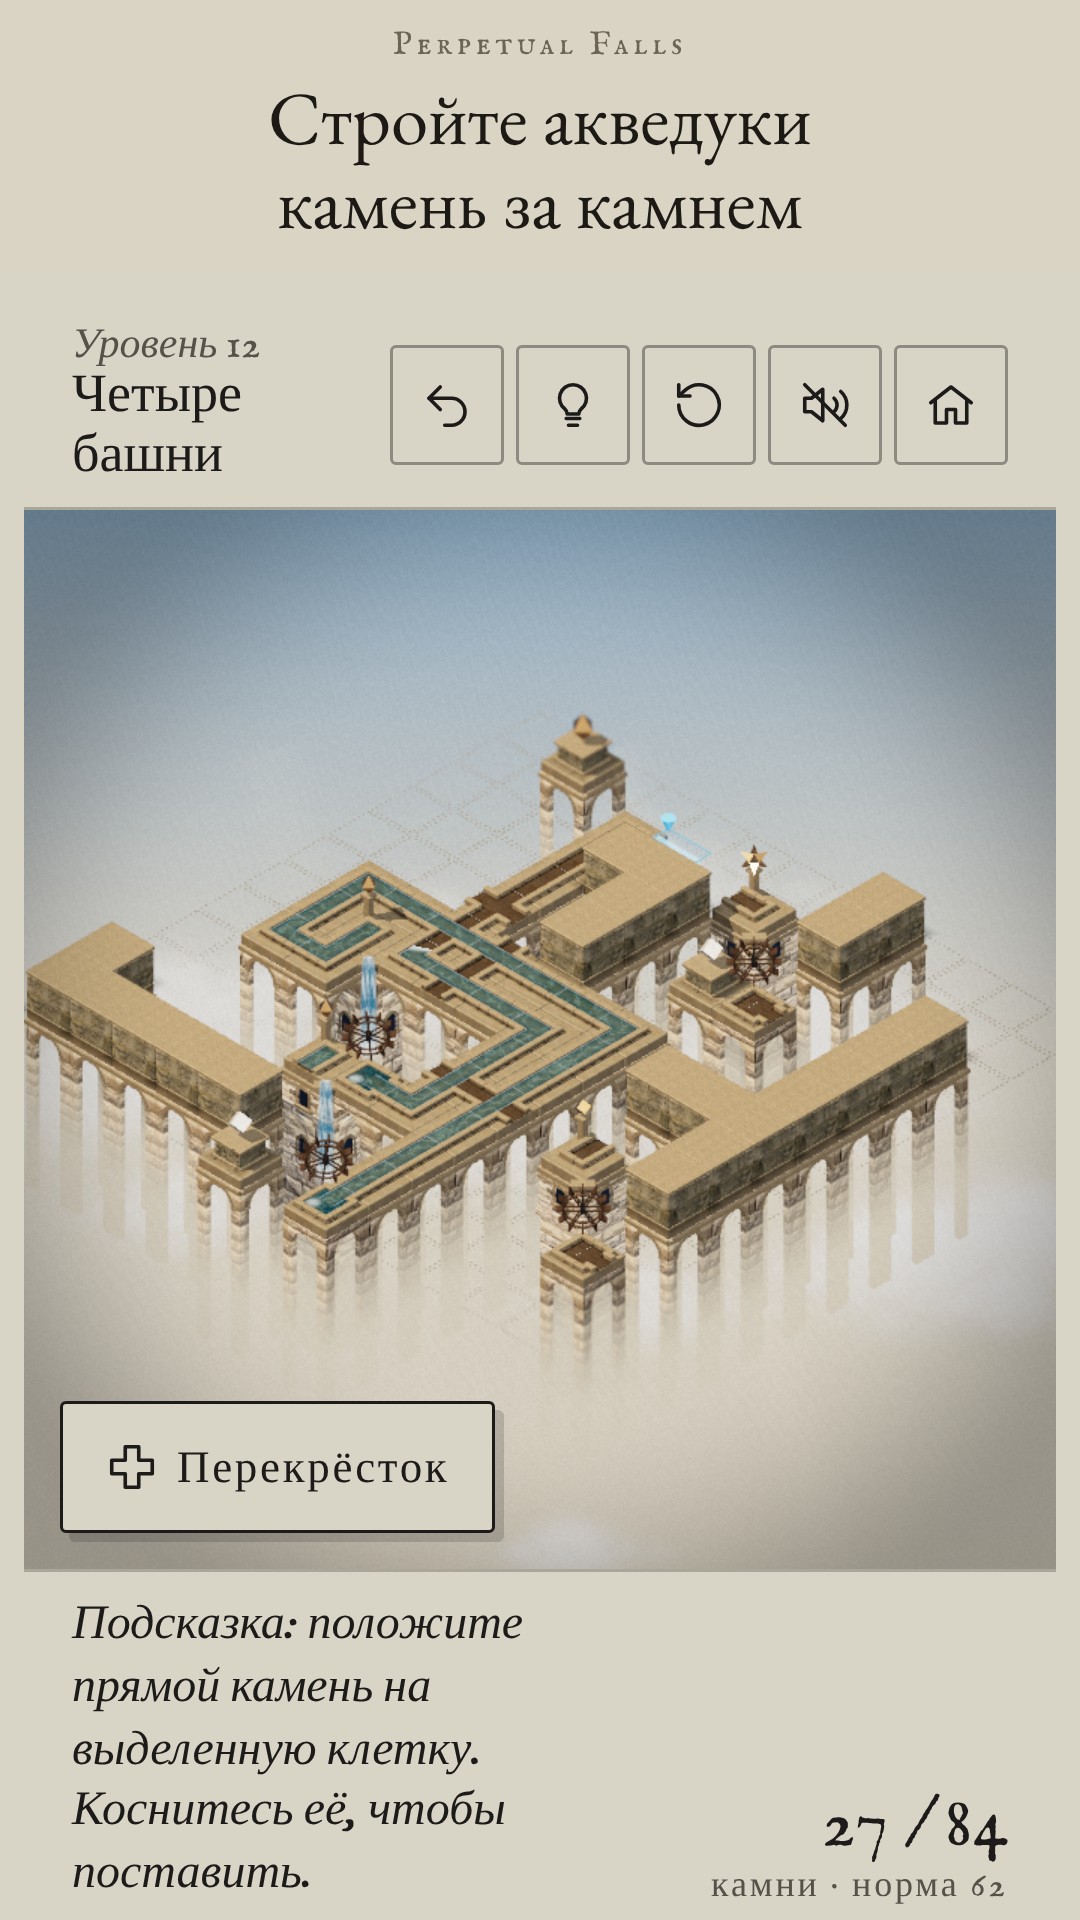 Perpetual Falls
Стройте акведуки
камень за камнем
Уровень 12
Четыре
башни
Перекрёсток
Подсказка: положите
прямой камень на
выделенную клетку.
Коснитесь её, чтобы
поставить.
27 / 84
камни · норма 62